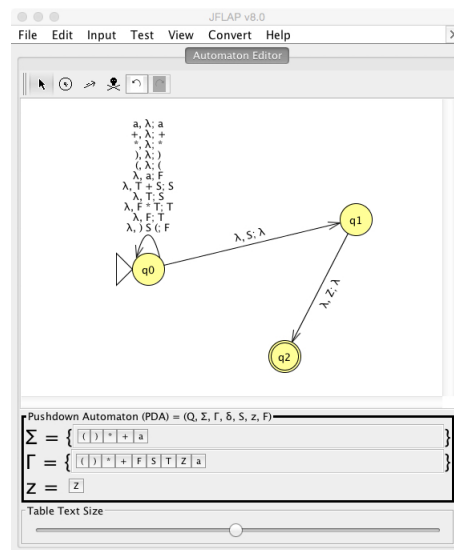 JFLAP v8.0
File Edit Input Test View Convert Help
Automaton Editor
a, λ; a
+, λ; +
*, λ; *
), λ; )
(, λ; (
λ, a; F
λ, T + S; S
λ, T; S
λ, F * T; T
λ, F; T
λ, ) S (; F
q0
λ, S; λ
q1
λ, Z; λ
q2
Pushdown Automaton (PDA) = (Q, Σ, Γ, δ, S, z, F)
Σ = { ( ) * + a }
Γ = { ( ) * + F S T Z a }
z = Z
Table Text Size